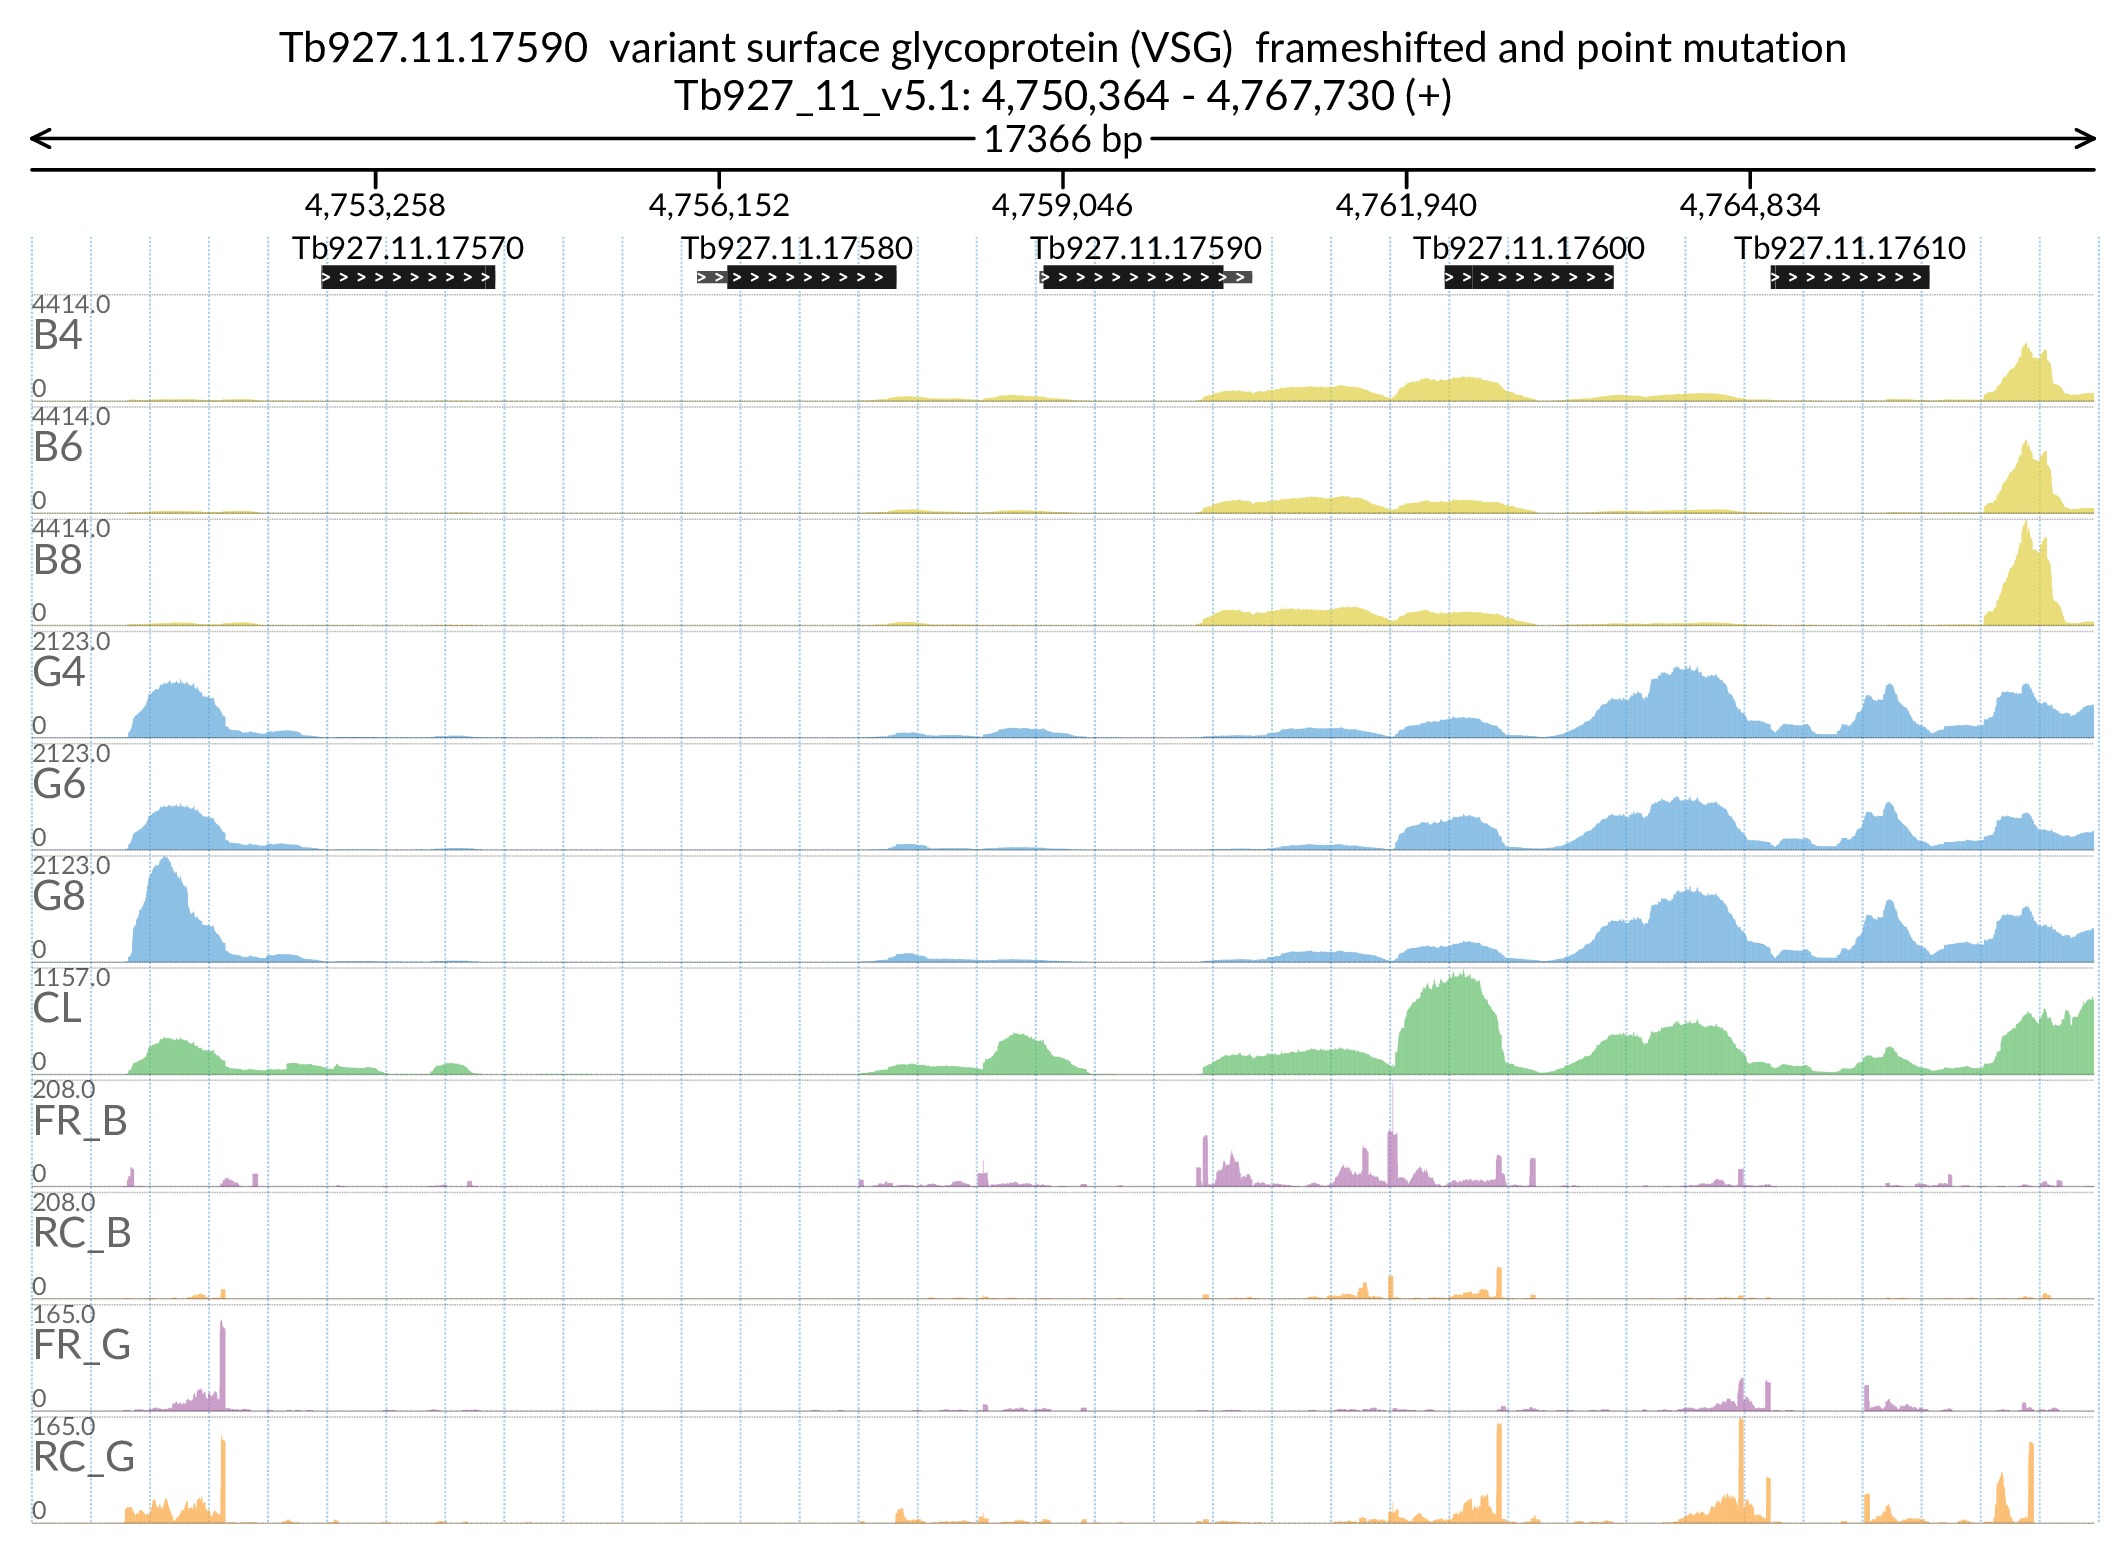 Tb927.11.17590 variant surface glycoprotein (VSG) frameshifted and point mutation
Tb927_11_v5.1: 4,750,364 - 4,767,730 (+)
17366 bp
4,753,258 4,756,152 4,759,046 4,761,940 4,764,834
Tb927.11.17570 Tb927.11.17580 Tb927.11.17590 Tb927.11.17600 Tb927.11.17610
4414.0
B4
0
4414.0
B6
0
4414.0
B8
0
2123.0
G4
0
2123.0
G6
0
2123.0
G8
0
1157.0
CL
0
208.0
FR_B
0
208.0
RC_B
0
165.0
FR_G
0
165.0
RC_G
0